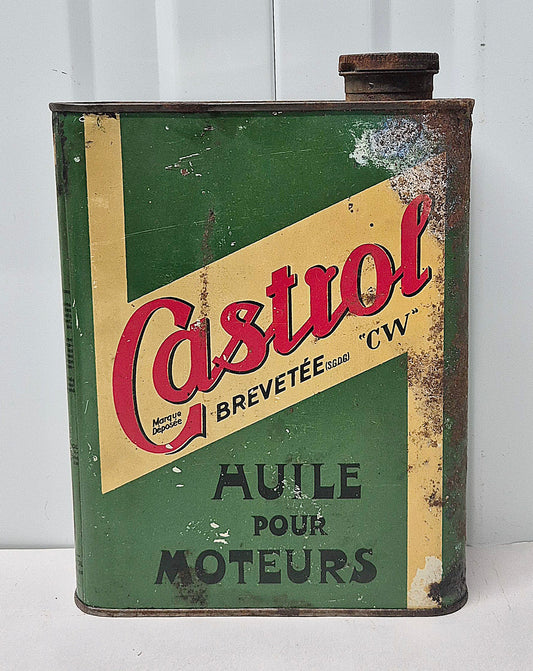 Castrol
"CW"
Marque
Déposée
BREVETÉE (S.G.D.G)
HUILE
POUR
MOTEURS